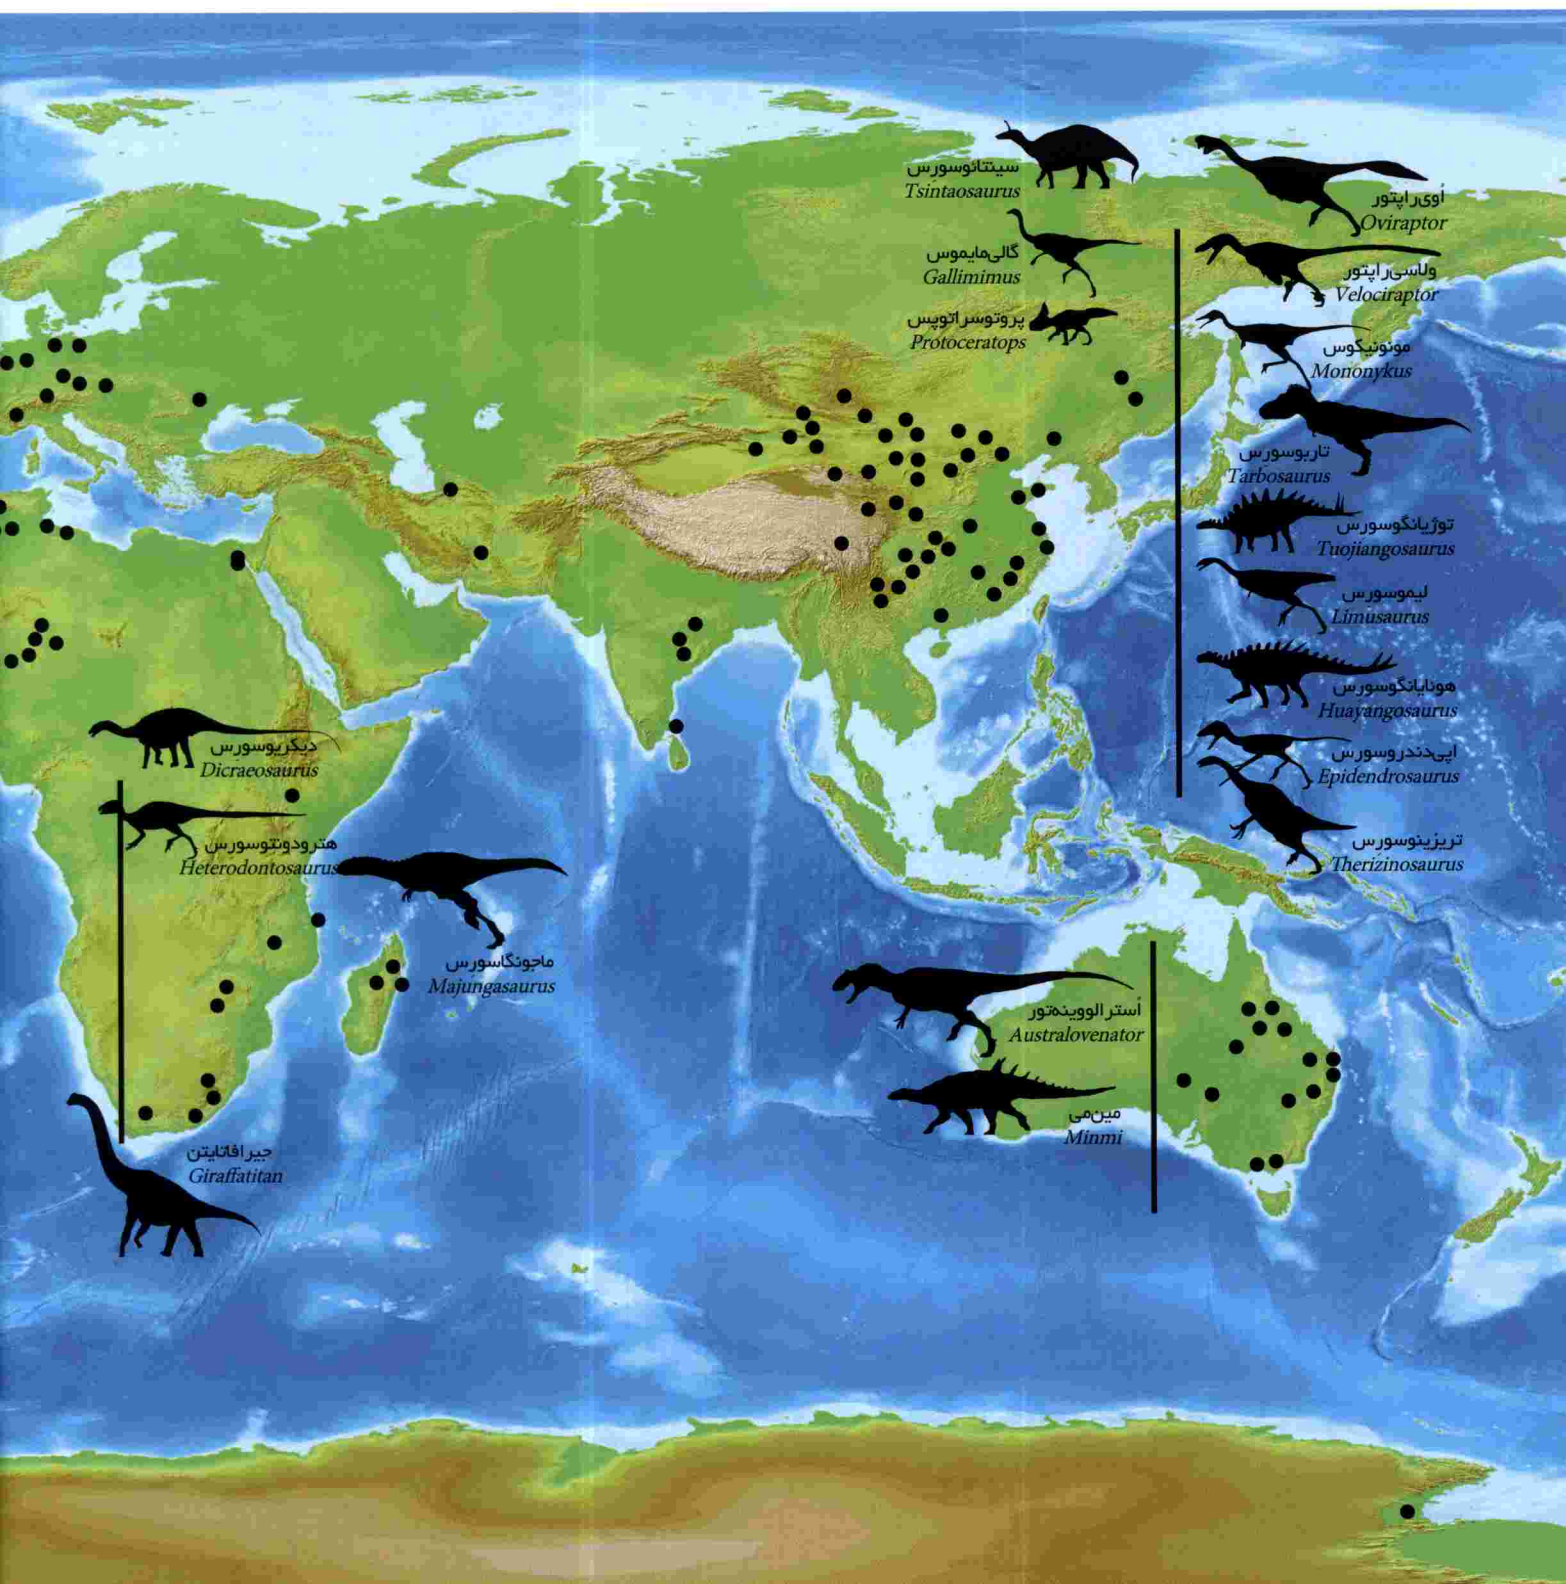 سینتائوسورس
Tsintaosaurus
اُوی‌راپتور
Oviraptor
گالی‌مایموس
Gallimimus
ولاسی‌راپتور
Velociraptor
پروتوسراتوپس
Protoceratops
مونونیکوس
Mononykus
تاربوسورس
Tarbosaurus
توژیانگوسورس
Tuojiangosaurus
لیموسورس
Limusaurus
هوئایانگوسورس
Huayangosaurus
اپی‌دندروسورس
Epidendrosaurus
تریزینوسورس
Therizinosaurus
دیکریوسورس
Dicraeosaurus
هترودونتوسورس
Heterodontosaurus
ماجونگاسورس
Majungasaurus
جیرافاتایتن
Giraffatitan
اُسترالووینه‌تور
Australovenator
مین‌می
Minmi